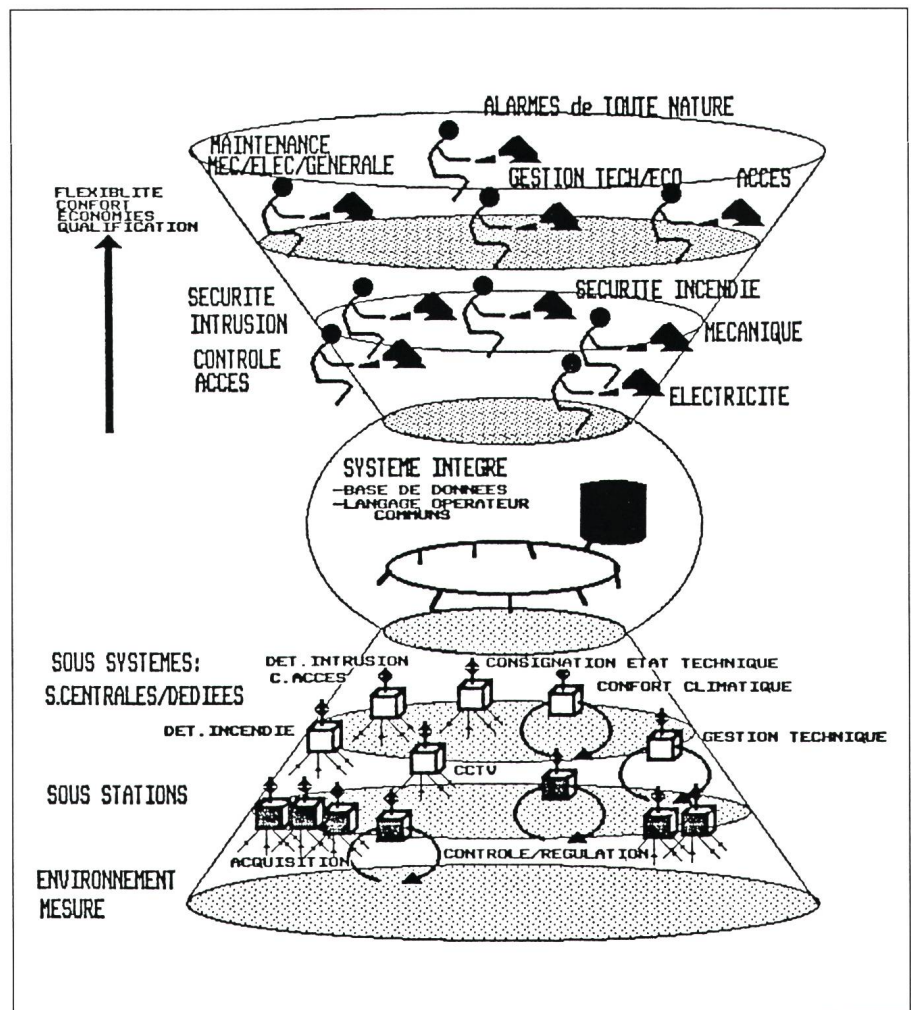 ALARMES de TOUTE NATURE
MAINTENANCE
MEC/ELEC/GENERALE
GESTION TECH/ECO
ACCES
FLEXIBLITE
CONFORT
ECONOMIES
QUALIFICATION
SECURITE
INTRUSION
SECURITE INCENDIE
MECANIQUE
CONTROLE
ACCES
ELECTRICITE
SYSTEME INTEGRE
-BASE DE DONNEES
-LANGAGE OPERATEUR
COMMUNS
SOUS SYSTEMES:
S.CENTRALES/DEDIEES
DET.INTRUSION
C.ACCES
CONSIGNATION ETAT TECHNIQUE
CONFORT CLIMATIQUE
DET.INCENDIE
GESTION TECHNIQUE
CCTV
SOUS STATIONS
ACQUISITION
CONTROLE/REGULATION
ENVIRONNEMENT
MESURE